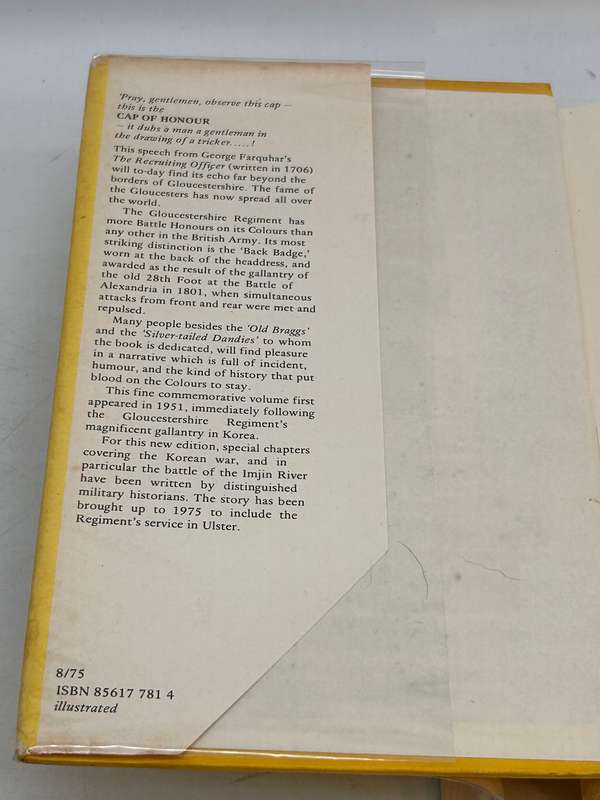 'Pray, gentlemen, observe this cap —
this is the
CAP OF HONOUR
— it dubs a man a gentleman in
the drawing of a tricker.....!
This speech from George Farquhar's
The Recruiting Officer (written in 1706)
will to-day find its echo far beyond the
borders of Gloucestershire. The fame of
the Gloucesters has now spread all over
the world.
The Gloucestershire Regiment has
more Battle Honours on its Colours than
any other in the British Army. Its most
striking distinction is the 'Back Badge,'
worn at the back of the headdress, and
awarded as the result of the gallantry of
the old 28th Foot at the Battle of
Alexandria in 1801, when simultaneous
attacks from front and rear were met and
repulsed.
Many people besides the 'Old Braggs'
and the 'Silver-tailed Dandies' to whom
the book is dedicated, will find pleasure
in a narrative which is full of incident,
humour, and the kind of history that put
blood on the Colours to stay.
This fine commemorative volume first
appeared in 1951, immediately following
the Gloucestershire Regiment's
magnificent gallantry in Korea.
For this new edition, special chapters
covering the Korean war, and in
particular the battle of the Imjin River
have been written by distinguished
military historians. The story has been
brought up to 1975 to include the
Regiment's service in Ulster.
8/75
ISBN 85617 781 4
illustrated